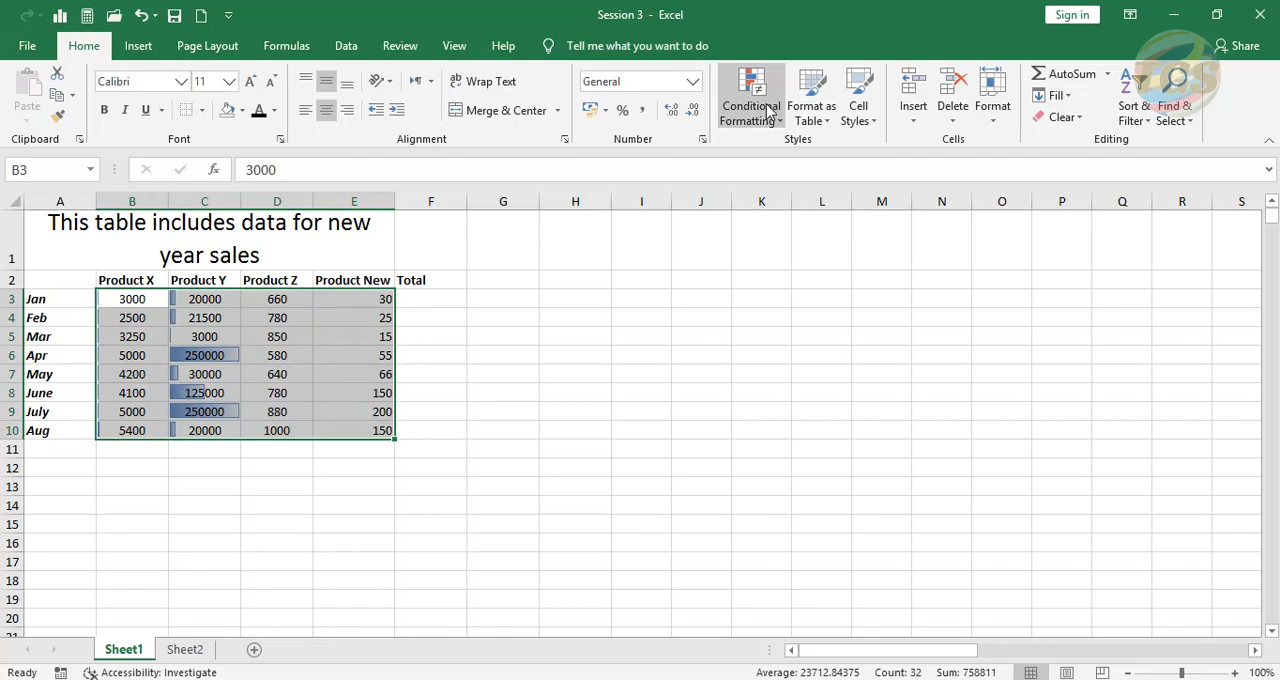 Session 3 - Excel
Sign in
File Home Insert Page Layout Formulas Data Review View Help Tell me what you want to do
Share
Paste
Calibri 11
Wrap Text
General
Conditional Formatting
Format as Table
Cell Styles
Insert Delete Format
AutoSum
Fill
Clear
Sort & Filter
Find & Select
B I U
Merge & Center
% ,
Clipboard Font Alignment Number Styles Cells Editing
B3 fx 3000
A B C D E F G H I J K L M N O P Q R S
This table includes data for new
1 year sales
2 Product X Product Y Product Z Product New Total
3 Jan 3000 20000 660 30
4 Feb 2500 21500 780 25
5 Mar 3250 3000 850 15
6 Apr 5000 250000 580 55
7 May 4200 30000 640 66
8 June 4100 125000 780 150
9 July 5000 250000 880 200
10 Aug 5400 20000 1000 150
11
12
13
14
15
16
17
18
19
20
Sheet1 Sheet2
Ready Accessibility: Investigate Average: 23712.84375 Count: 32 Sum: 758811 100%